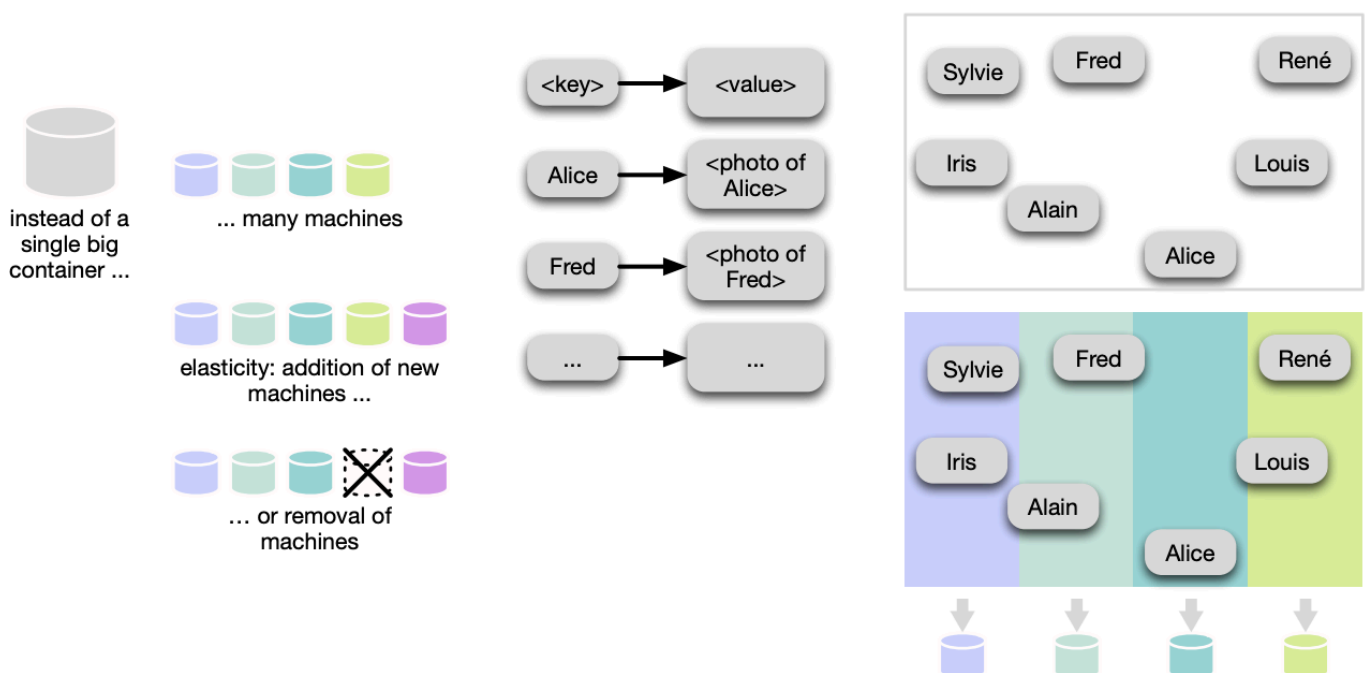 instead of a
single big
container ...
... many machines
elasticity: addition of new
machines ...
... or removal of
machines
<key>
<value>
Alice
<photo of
Alice>
Fred
<photo of
Fred>
...
...
Sylvie
Fred
René
Iris
Louis
Alain
Alice
Sylvie
Fred
René
Iris
Louis
Alain
Alice